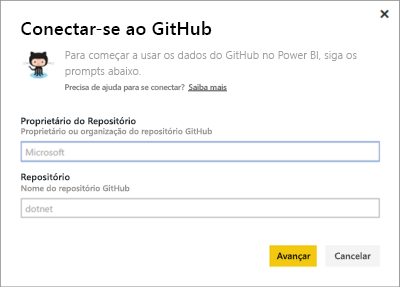 Conectar-se ao GitHub
Para começar a usar os dados do GitHub no Power BI, siga os
prompts abaixo.
Precisa de ajuda para se conectar? Saiba mais
Proprietário do Repositório
Proprietário ou organização do repositório GitHub
Microsoft
Repositório
Nome do repositório GitHub
dotnet
Avançar Cancelar